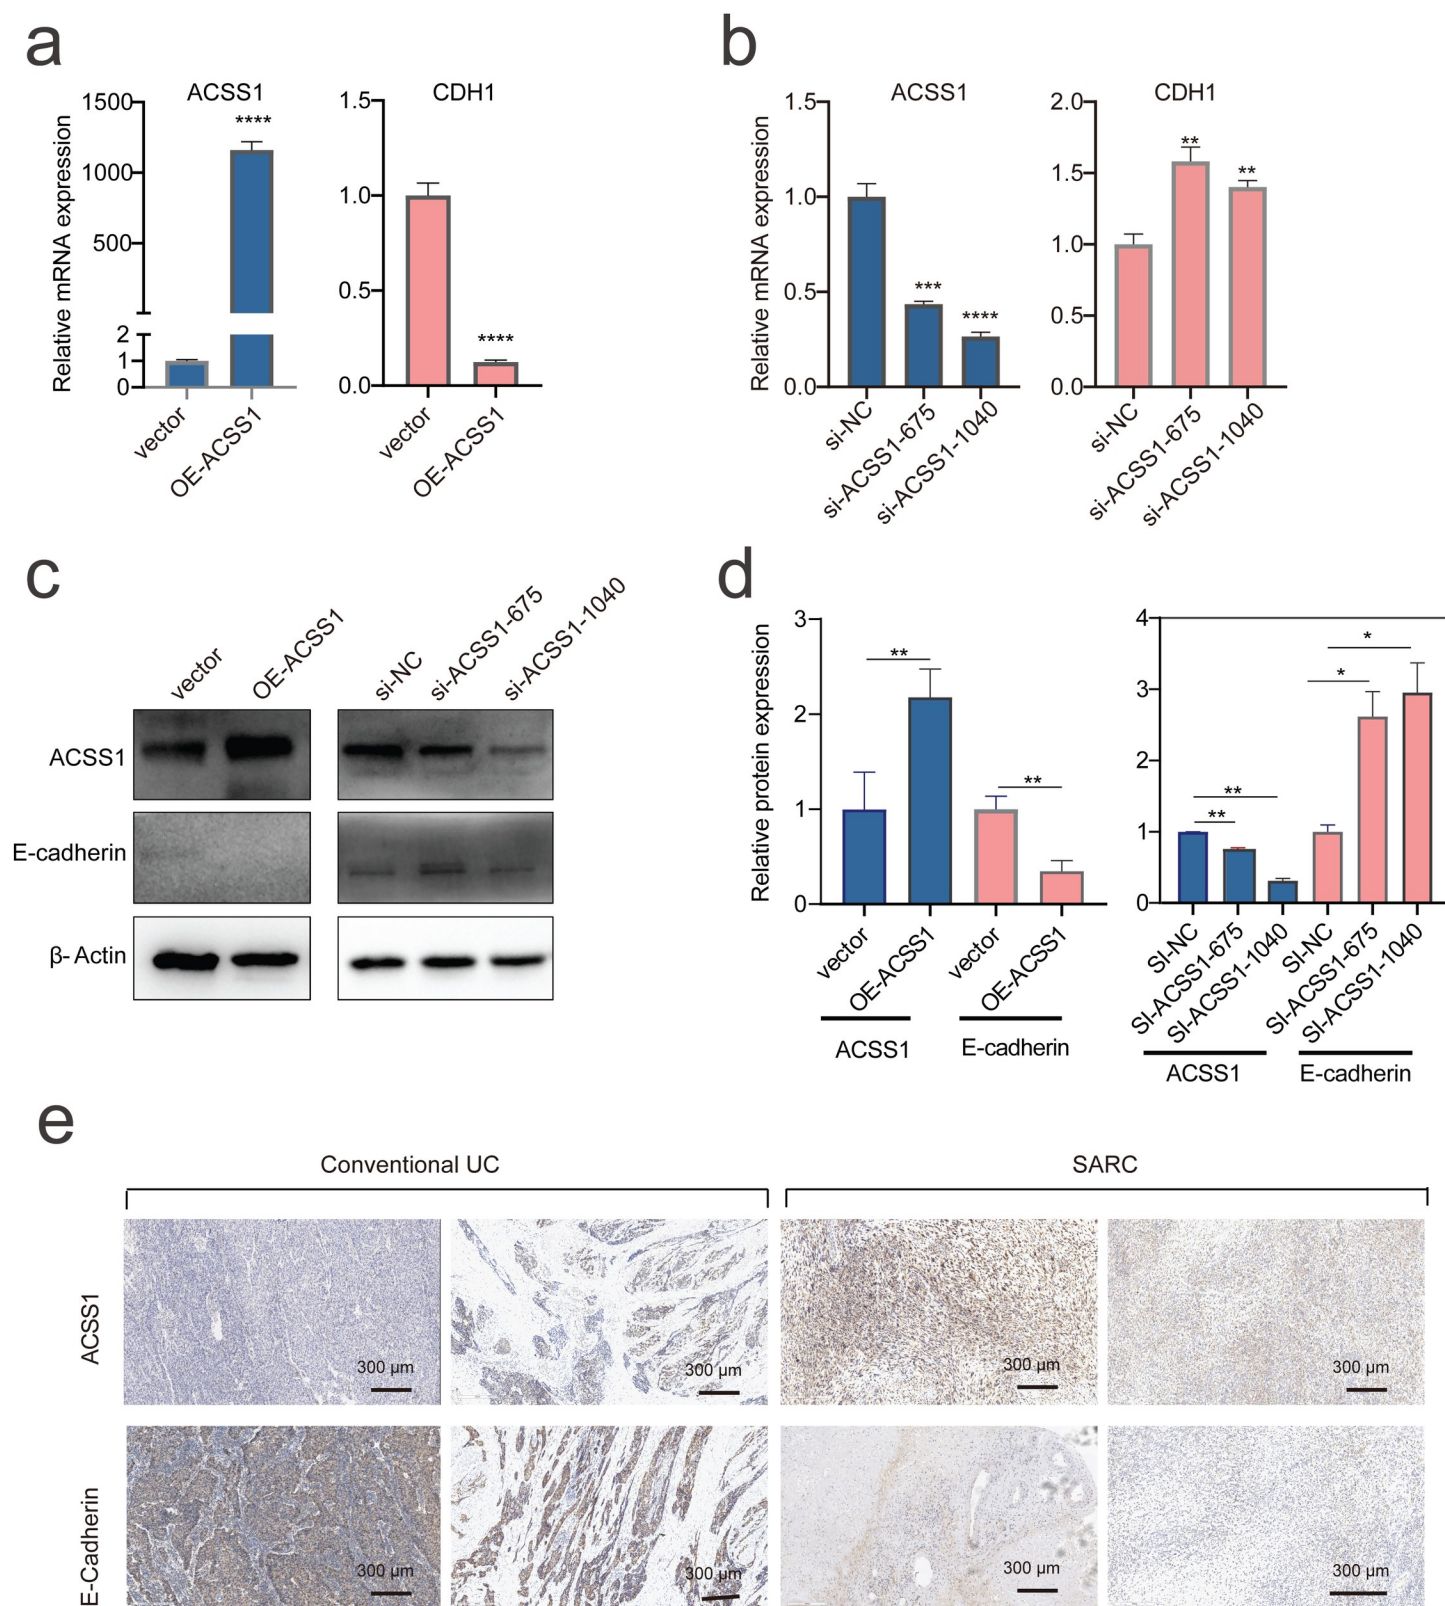 a
ACSS1
CDH1
Relative mRNA expression
1500
1000
500
2
1
0
****
vector
OE-ACSS1
1.5
1.0
0.5
0.0
****
vector
OE-ACSS1
b
ACSS1
CDH1
Relative mRNA expression
1.5
1.0
0.5
0.0
***
****
si-NC
si-ACSS1-675
si-ACSS1-1040
2.0
1.5
1.0
0.5
0.0
**
**
si-NC
si-ACSS1-675
si-ACSS1-1040
c
vector
OE-ACSS1
si-NC
si-ACSS1-675
si-ACSS1-1040
ACSS1
E-cadherin
β- Actin
d
Relative protein expression
3
2
1
0
**
**
vector
OE-ACSS1
vector
OE-ACSS1
ACSS1
E-cadherin
4
3
2
1
0
**
**
*
*
SI-NC
SI-ACSS1-675
SI-ACSS1-1040
SI-NC
SI-ACSS1-675
SI-ACSS1-1040
ACSS1
E-cadherin
e
Conventional UC
SARC
ACSS1
300 μm
300 μm
300 μm
300 μm
E-Cadherin
300 μm
300 μm
300 μm
300 μm